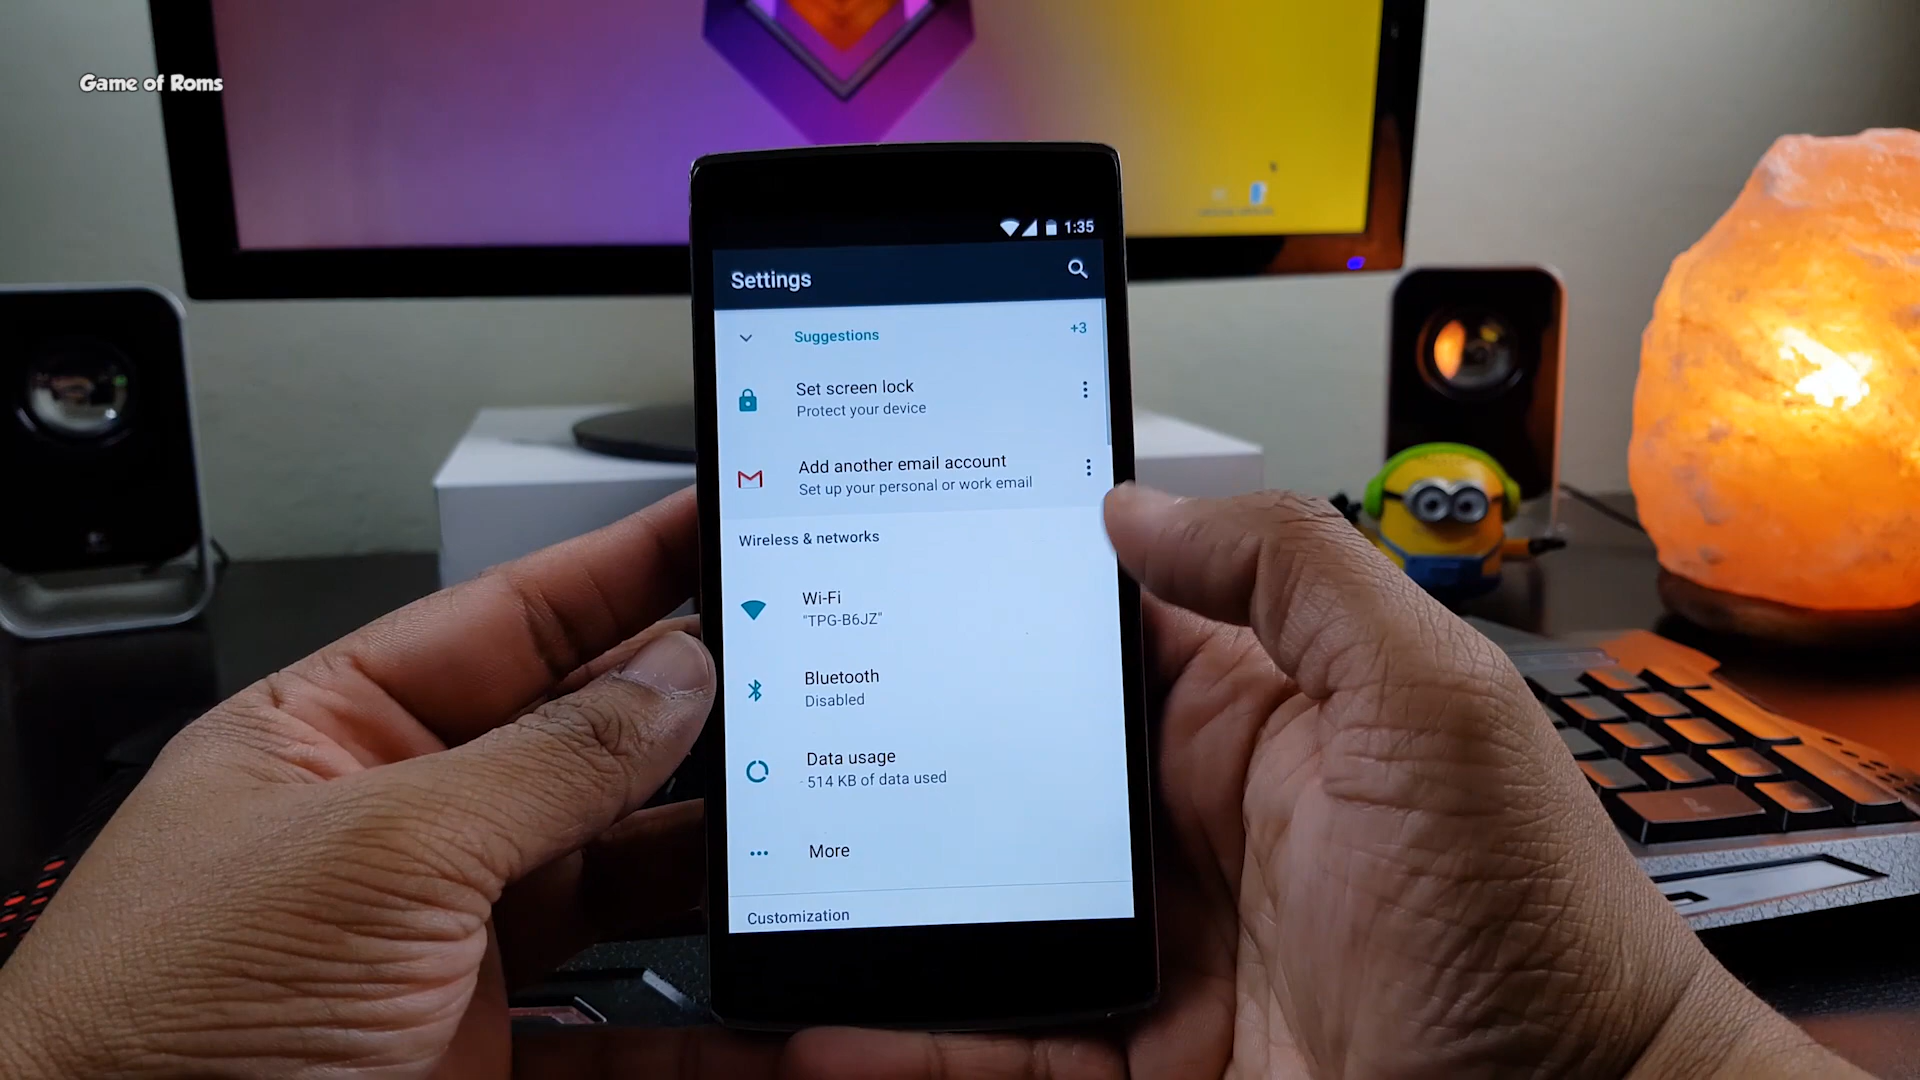 Game of Roms
1:35
Settings
Suggestions
+3
Set screen lock
Protect your device
Add another email account
Set up your personal or work email
Wireless & networks
Wi-Fi
"TPG-B6JZ"
Bluetooth
Disabled
Data usage
514 KB of data used
More
Customization